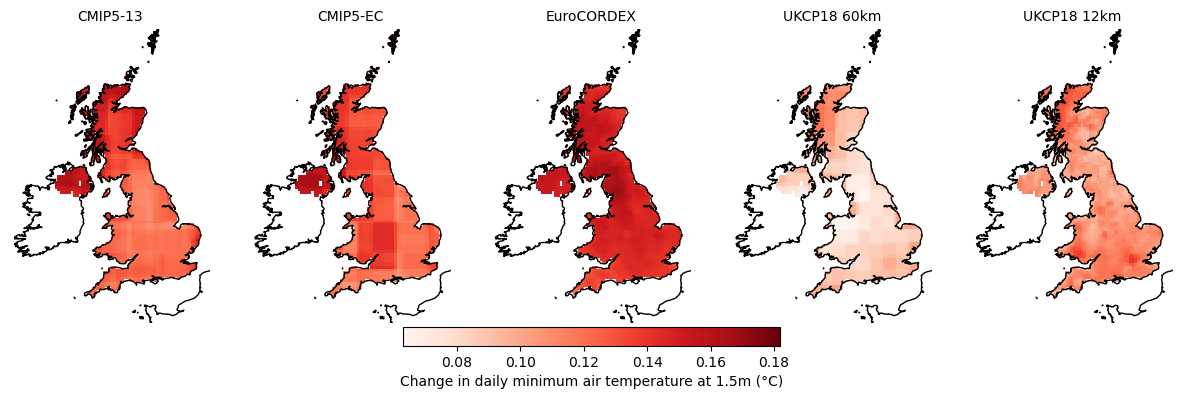 CMIP5-13 CMIP5-EC EuroCORDEX UKCP18 60km UKCP18 12km
0.08 0.10 0.12 0.14 0.16 0.18
Change in daily minimum air temperature at 1.5m (°C)